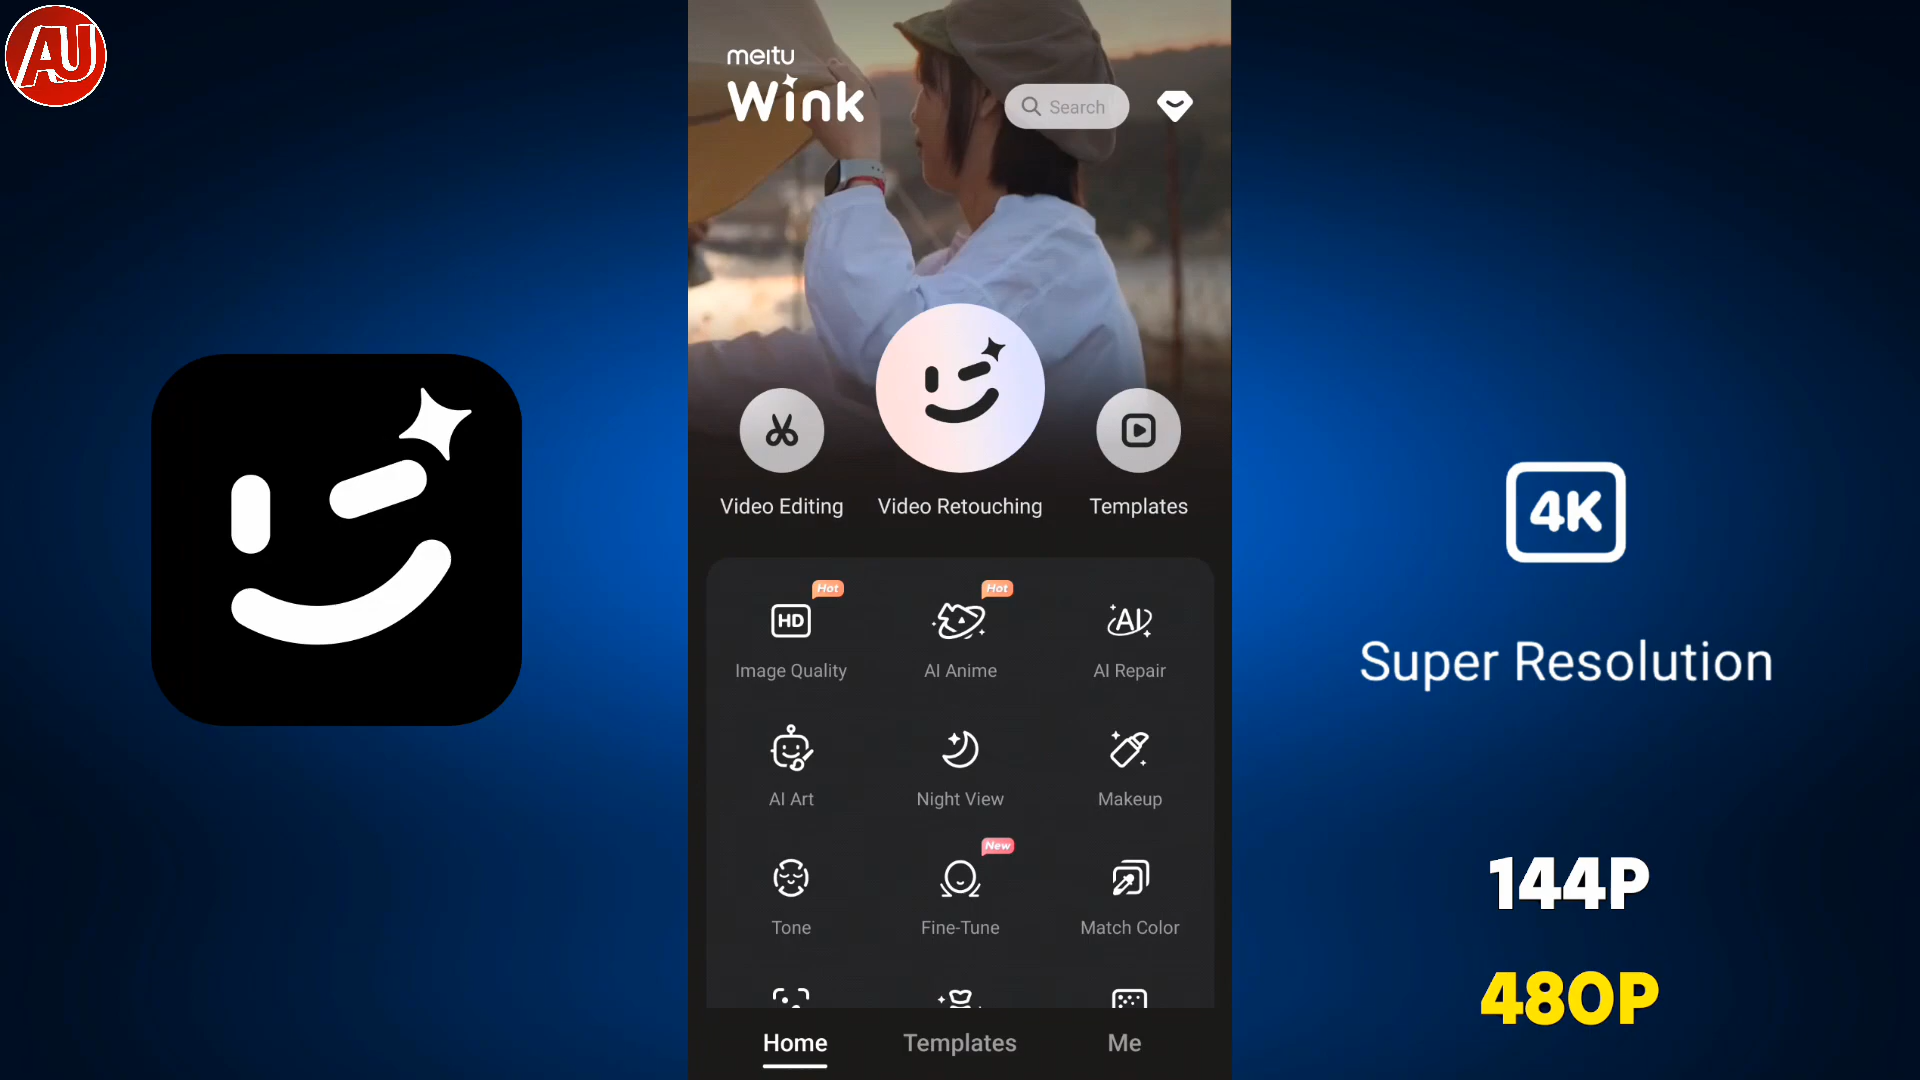 AU
meitu
Wink
Search
Video Editing
Video Retouching
Templates
Hot
Hot
HD
AI
Image Quality
AI Anime
AI Repair
AI Art
Night View
Makeup
New
Tone
Fine-Tune
Match Color
Home
Templates
Me
4K
Super Resolution
144P
480P